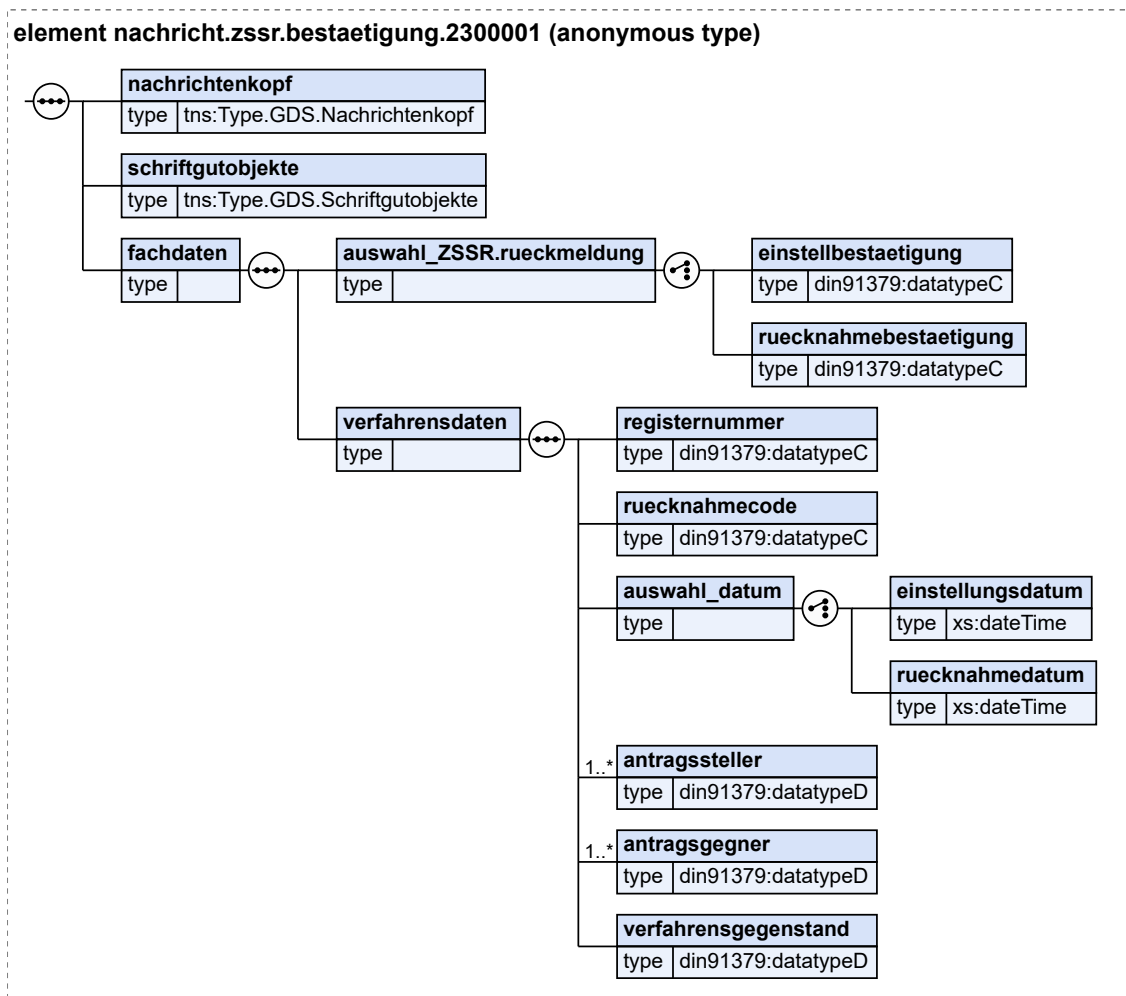 element nachricht.zssr.bestaetigung.2300001 (anonymous type)
nachrichtenkopf
type tns:Type.GDS.Nachrichtenkopf
schriftgutobjekte
type tns:Type.GDS.Schriftgutobjekte
fachdaten
type
auswahl_ZSSR.rueckmeldung
type
einstellbestaetigung
type din91379:datatypeC
ruecknahmebestaetigung
type din91379:datatypeC
verfahrensdaten
type
registernummer
type din91379:datatypeC
ruecknahmecode
type din91379:datatypeC
auswahl_datum
type
einstellungsdatum
type xs:dateTime
ruecknahmedatum
type xs:dateTime
1..*
antragssteller
type din91379:datatypeD
1..*
antragsgegner
type din91379:datatypeD
verfahrensgegenstand
type din91379:datatypeD